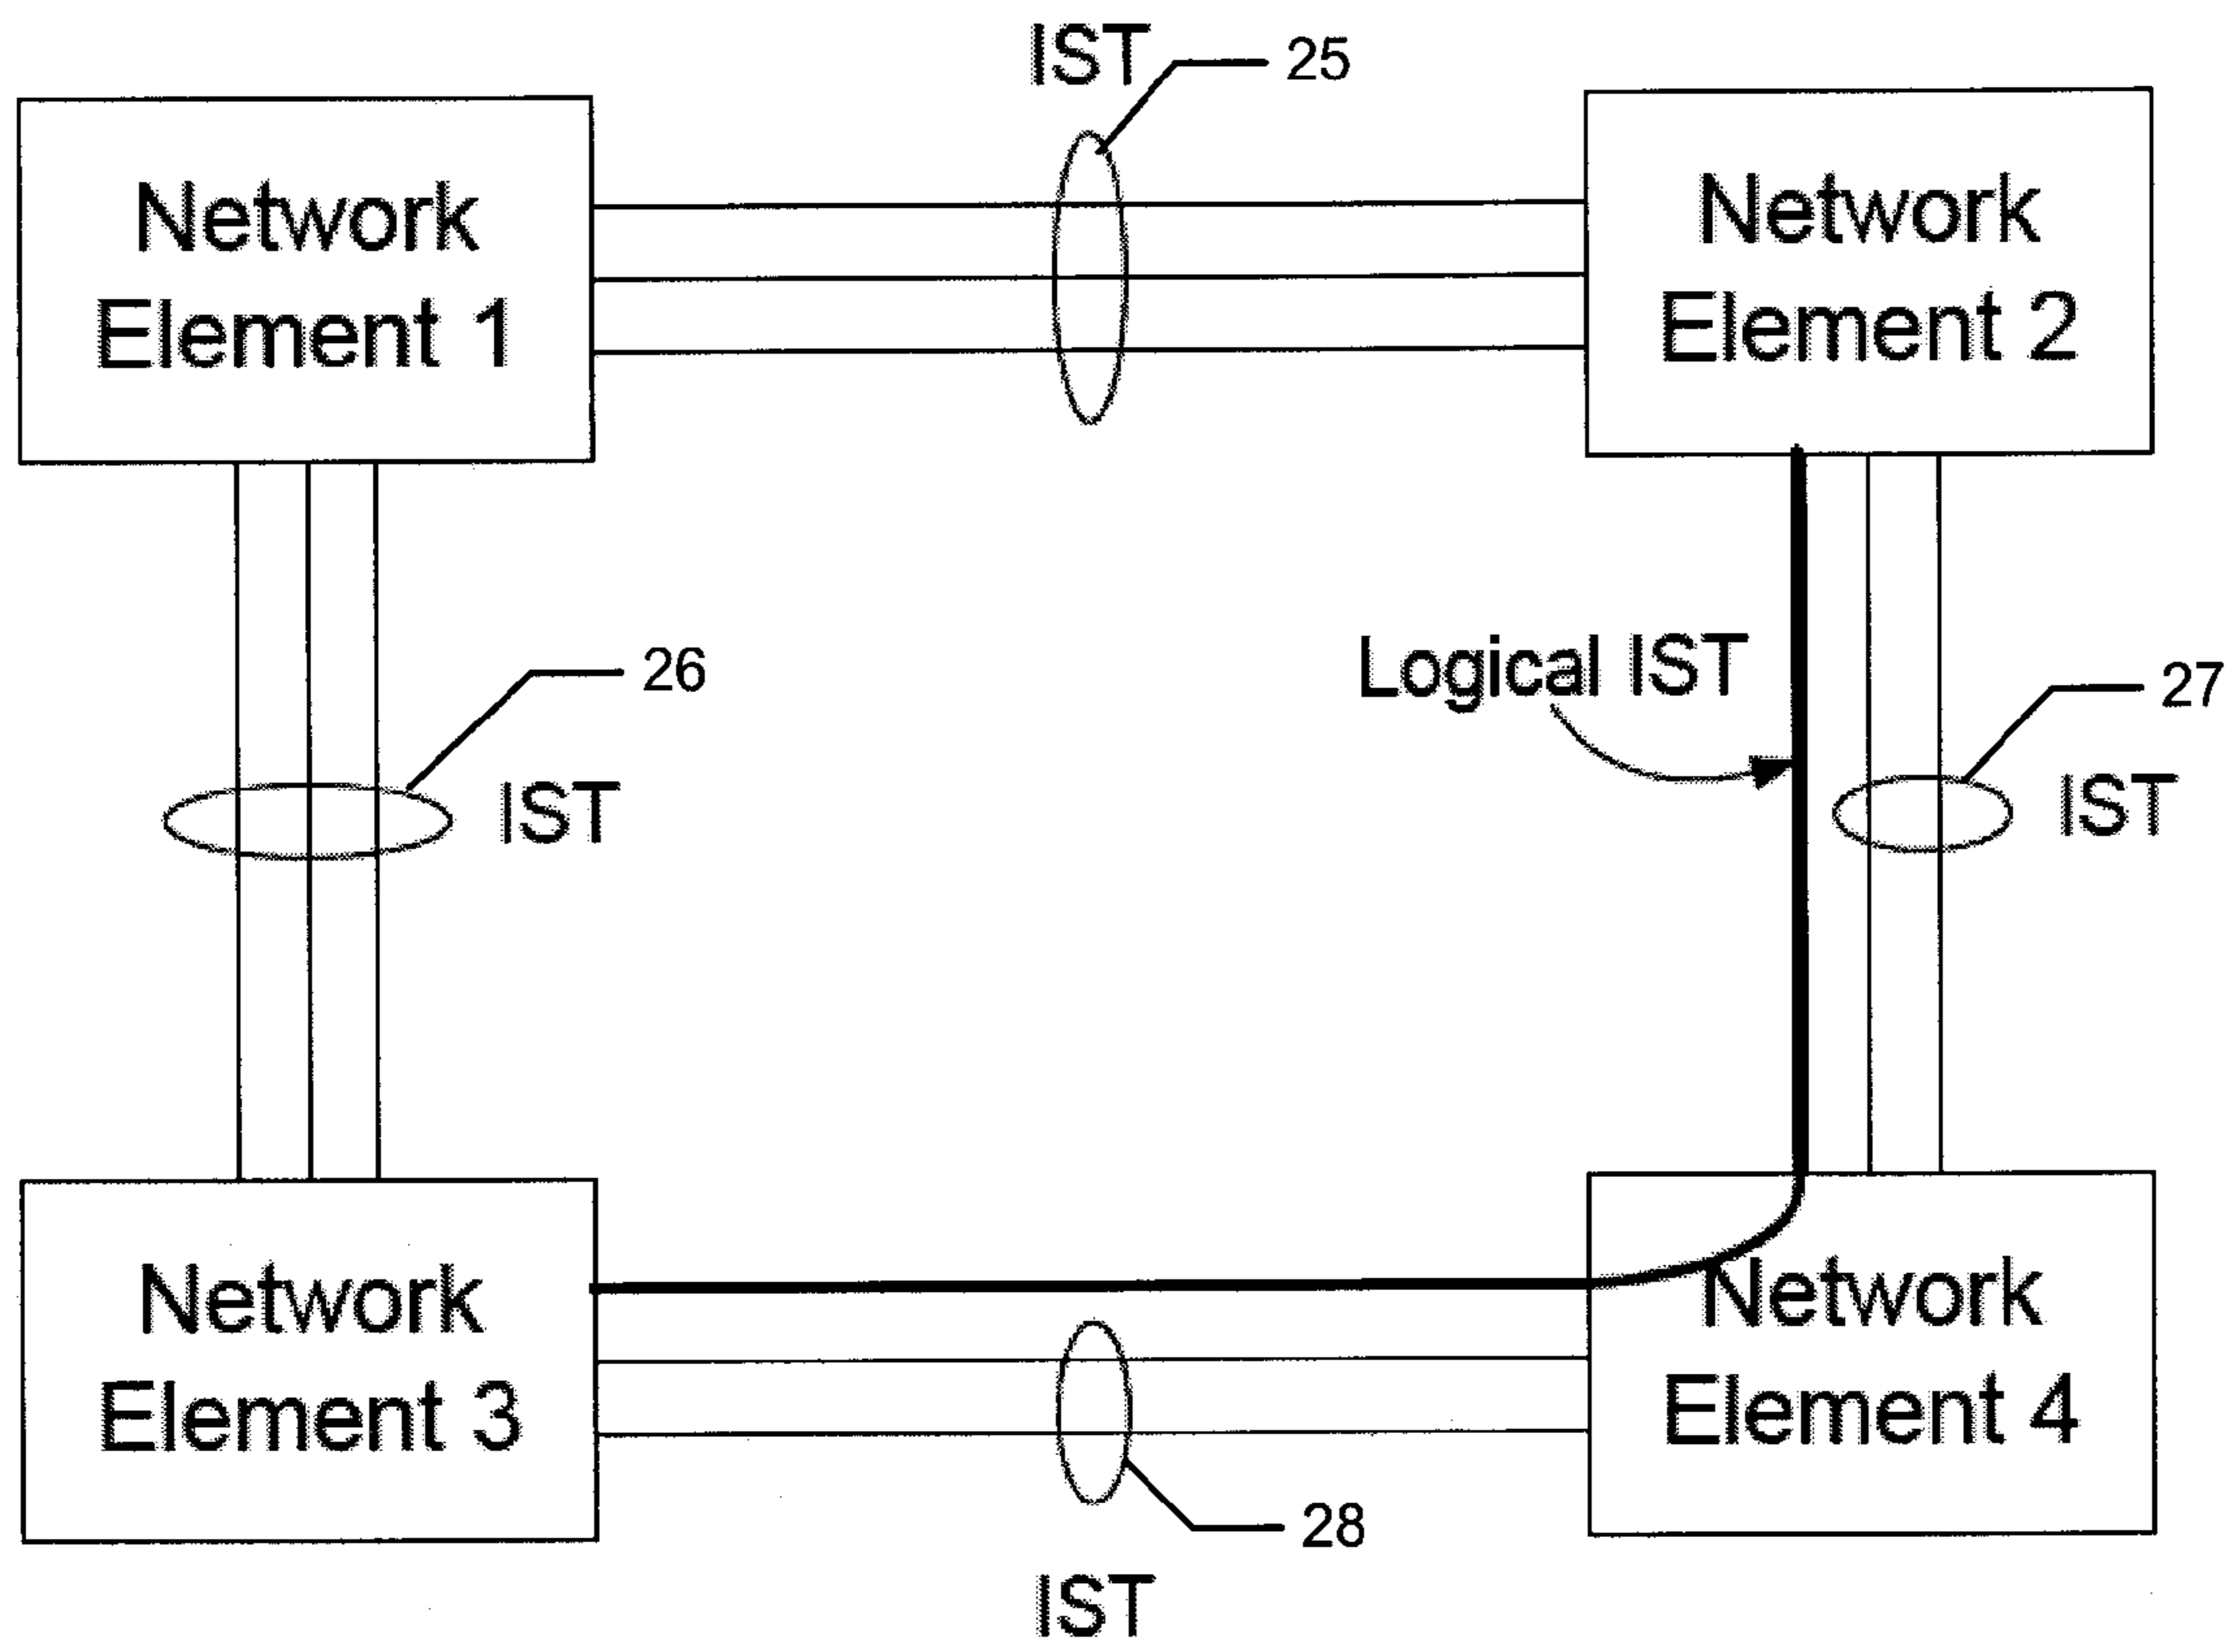 IST
25
Network
Element 1
Network
Element 2
Logical IST
26
27
IST
IST
Network
Element 3
Network
Element 4
28
IST